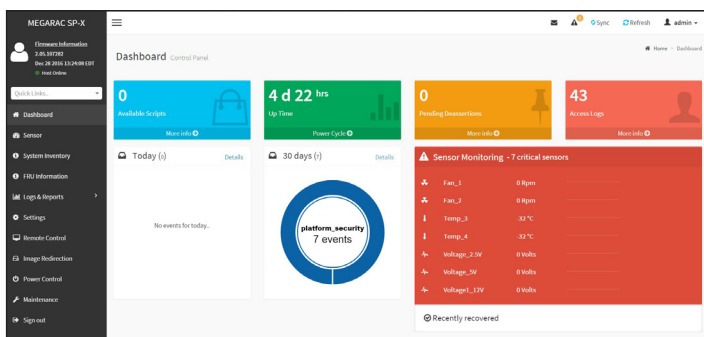 MEGARAC SP-X
Firmware Information
2.05.107202
Dec 28 2016 13:24:08 EDT
Host Online
Quick Links...
Dashboard
Sensor
System Inventory
FRU Information
Logs & Reports
Settings
Remote Control
Image Redirection
Power Control
Maintenance
Sign out
Sync
Refresh
admin
Dashboard Control Panel
Home > Dashboard
0
Available Scripts
More info
4 d 22 hrs
Up Time
Power Cycle
0
Pending Deassertions
More info
43
Access Logs
More info
Today (0) Details
No events for today..
30 days (7) Details
platform_security
7 events
Sensor Monitoring - 7 critical sensors
Fan_1 0 Rpm
Fan_2 0 Rpm
Temp_3 -32 °C
Temp_4 -32 °C
Voltage_2.5V 0 Volts
Voltage_5V 0 Volts
Voltage1_12V 0 Volts
Recently recovered